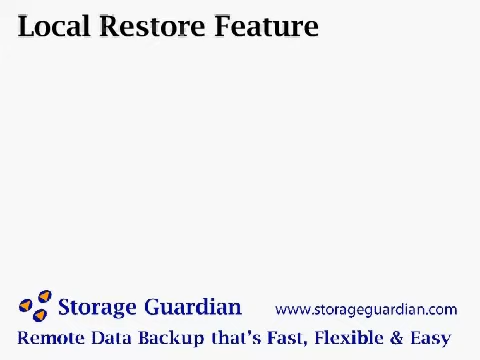 Local Restore Feature
Storage Guardian www.storageguardian.com
Remote Data Backup that's Fast, Flexible & Easy